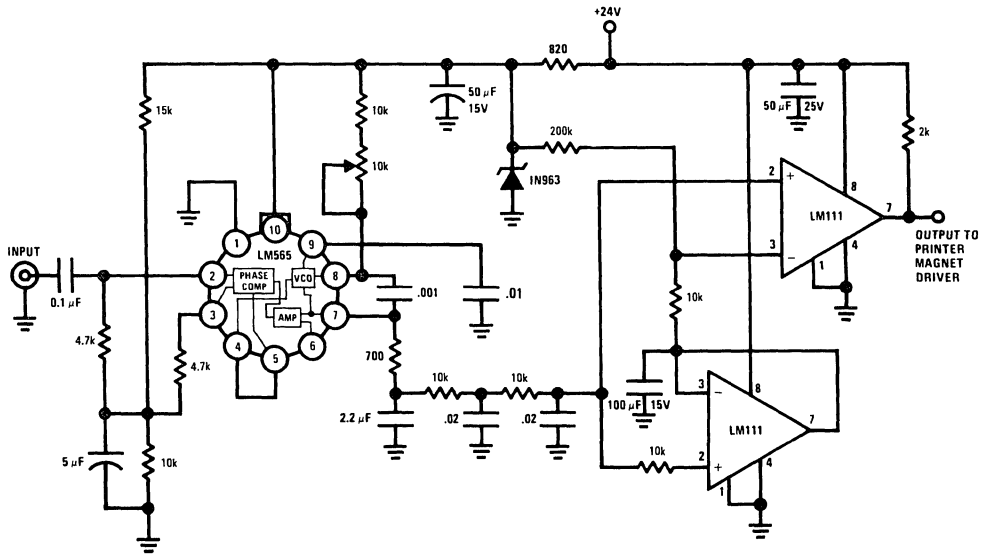 +24V
820
15k
10k
50 μF
15V
50 μF 25V
2k
200k
10k
IN963
2
+
8
LM111
7
3
−
4
1
OUTPUT TO
PRINTER
MAGNET
DRIVER
1
10
9
LM565
INPUT
0.1 μF
2
PHASE
COMP
VCO
8
.001
.01
3
AMP
7
4
5
6
4.7k
4.7k
700
10k
10k
10k
2.2 μF
.02
.02
100 μF 15V
3
−
8
LM111
7
10k
2
+
4
1
5 μF
10k